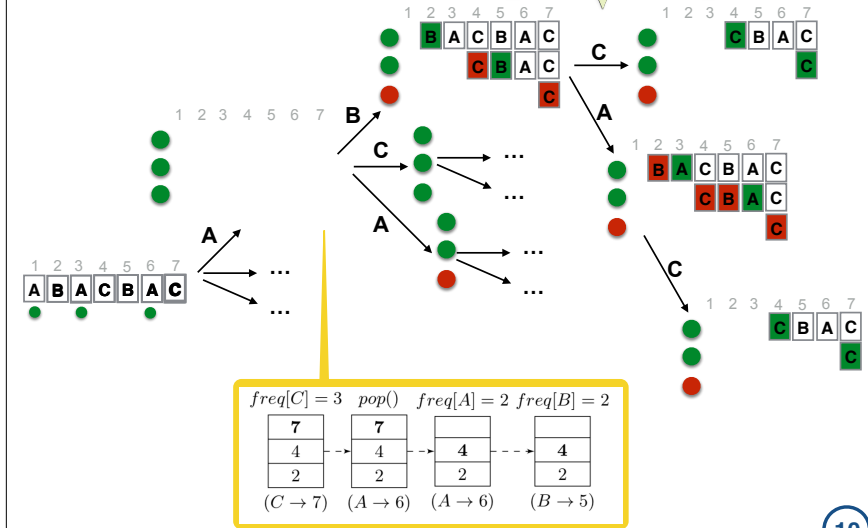 1 2 3 4 5 6 7
B A C B A C
C B A C
C
C
1 2 3 4 5 6 7
C B A C
C
B
1 2 3 4 5 6 7
C
...
...
A
A
1 2 3 4 5 6 7
B A C B A C
C B A C
C
A
...
...
C
1 2 3 4 5 6 7
A B A C B A C
...
...
1 2 3 4 5 6 7
C B A C
C
freq[C] = 3 pop() freq[A] = 2 freq[B] = 2
7 7
4 4 4 4
2 2 2 2
(C → 7) (A → 6) (A → 6) (B → 5)